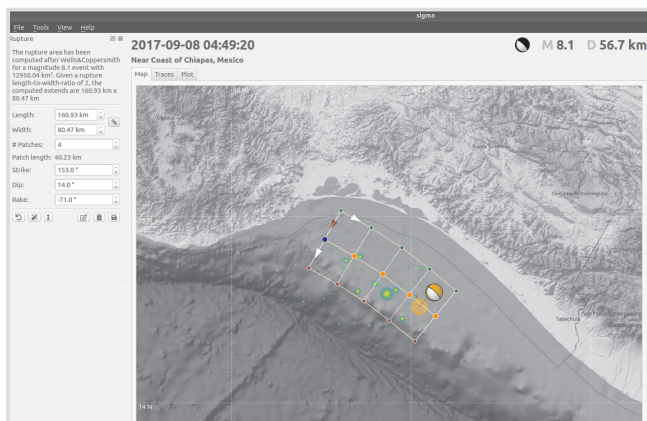 sigma
File Tools View Help
Rupture
The rupture area has been
computed after Wells&Coppersmith
for a magnitude 8.1 event with
12950.04 km². Given a rupture
length-to-width-ratio of 2, the
computed extends are 160.93 km x
80.47 km
Length: 160.93 km
Width: 80.47 km
# Patches: 4
Patch length: 40.23 km
Strike: 153.0 °
Dip: 14.0 °
Rake: -71.0 °
2017-09-08 04:49:20
M 8.1 D 56.7 km
Near Coast of Chiapas, Mexico
Map Traces Plot
Tapachula
14 N